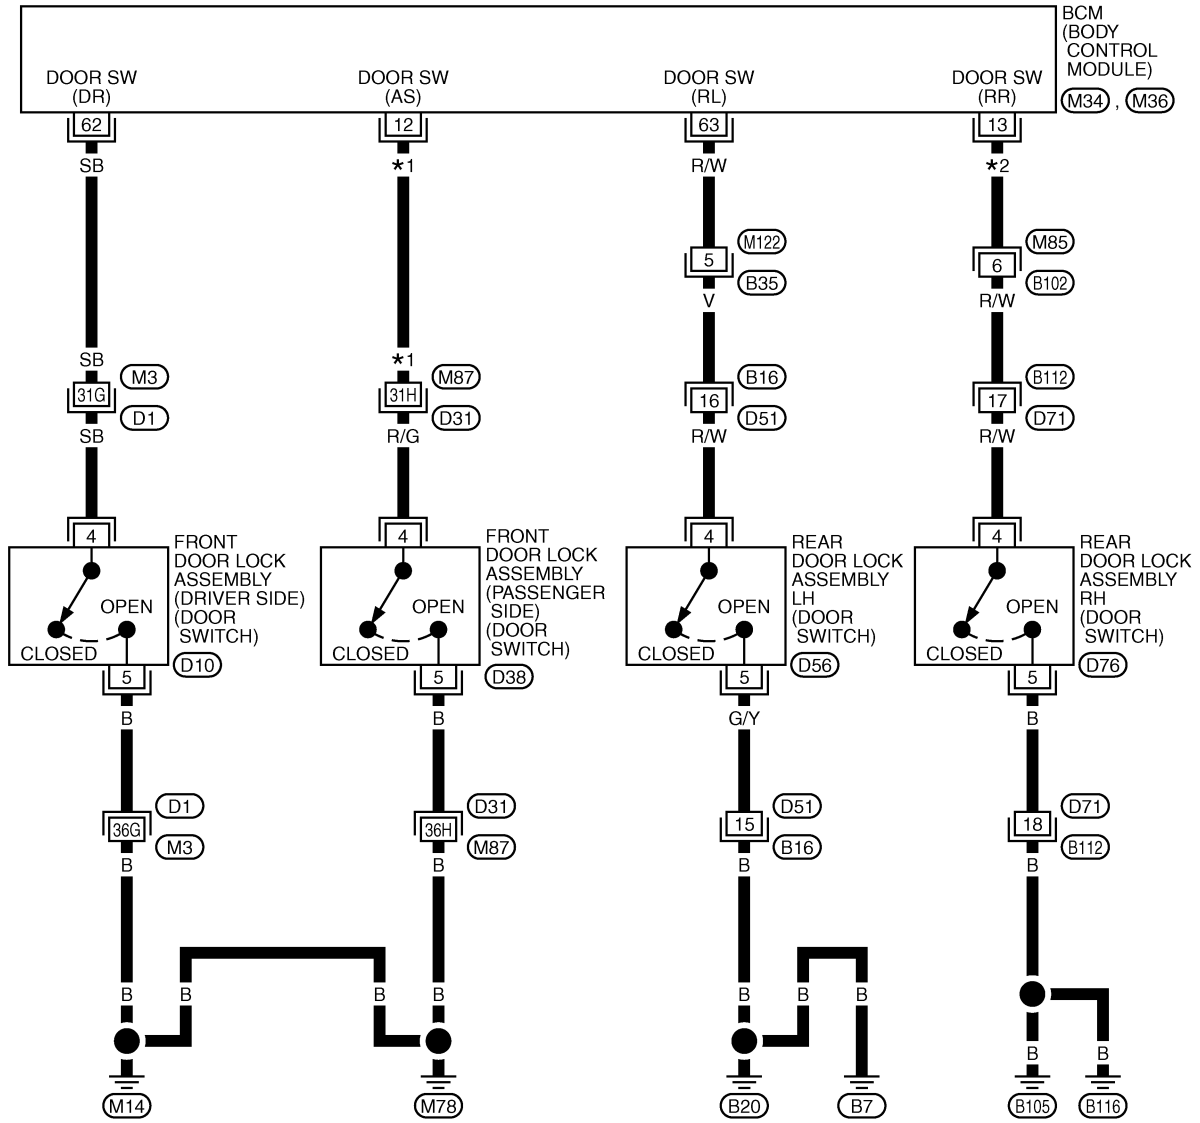 BCM
(BODY
CONTROL
MODULE)
M34 , M36
DOOR SW
(DR)
DOOR SW
(AS)
DOOR SW
(RL)
DOOR SW
(RR)
62
12
63
13
SB
*1
R/W
*2
M122
5
B35
M85
6
B102
V
R/W
SB
*1
M3
31G
D1
M87
31H
D31
B16
16
D51
B112
17
D71
SB
R/G
R/W
R/W
4
4
4
4
FRONT
DOOR LOCK
ASSEMBLY
(DRIVER SIDE)
(DOOR
SWITCH)
D10
OPEN
CLOSED
FRONT
DOOR LOCK
ASSEMBLY
(PASSENGER
SIDE)
(DOOR
SWITCH)
D38
OPEN
CLOSED
REAR
DOOR LOCK
ASSEMBLY
LH
(DOOR
SWITCH)
D56
OPEN
CLOSED
REAR
DOOR LOCK
ASSEMBLY
RH
(DOOR
SWITCH)
D76
OPEN
CLOSED
5
5
5
5
B
B
G/Y
B
D1
36G
M3
D31
36H
M87
D51
15
B16
D71
18
B112
B
B
B
B
B
B
B
B
B
B
B
B
B
M14
M78
B20
B7
B105
B116